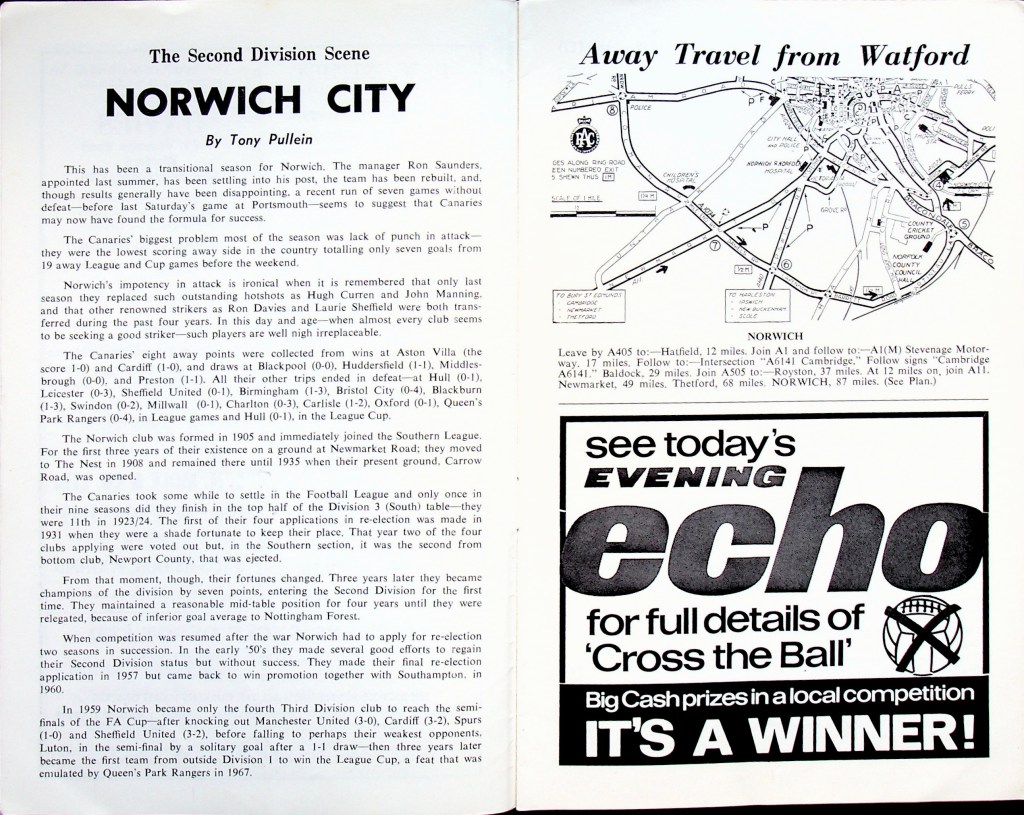 The Second Division Scene
NORWICH CITY
By Tony Pullein
This has been a transitional season for Norwich. The manager Ron Saunders,
appointed last summer, has been settling into his post, the team has been rebuilt, and,
though results generally have been disappointing, a recent run of seven games without
defeat—before last Saturday's game at Portsmouth—seems to suggest that Canaries
may now have found the formula for success.
The Canaries' biggest problem most of the season was lack of punch in attack—
they were the lowest scoring away side in the country totalling only seven goals from
19 away League and Cup games before the weekend.
Norwich's impotency in attack is ironical when it is remembered that only last
season they replaced such outstanding hotshots as Hugh Curren and John Manning,
and that other renowned strikers as Ron Davies and Laurie Sheffield were both trans-
ferred during the past four years. In this day and age—when almost every club seems
to be seeking a good striker—such players are well nigh irreplaceable.
The Canaries' eight away points were collected from wins at Aston Villa (the
score 1-0) and Cardiff (1-0), and draws at Blackpool (0-0), Huddersfield (1-1), Middles-
brough (0-0), and Preston (1-1). All their other trips ended in defeat—at Hull (0-1),
Leicester (0-3), Sheffield United (0-1), Birmingham (1-3), Bristol City (0-4), Blackburn
(1-3), Swindon (0-2), Millwall (0-1), Charlton (0-3), Carlisle (1-2), Oxford (0-1), Queen's
Park Rangers (0-4), in League games and Hull (0-1), in the League Cup.
The Norwich club was formed in 1905 and immediately joined the Southern League.
For the first three years of their existence on a ground at Newmarket Road; they moved
to The Nest in 1908 and remained there until 1935 when their present ground, Carrow
Road, was opened.
The Canaries took some while to settle in the Football League and only once in
their nine seasons did they finish in the top half of the Division 3 (South) table—they
were 11th in 1923/24. The first of their four applications in re-election was made in
1931 when they were a shade fortunate to keep their place. That year two of the four
clubs applying were voted out but, in the Southern section, it was the second from
bottom club, Newport County, that was ejected.
From that moment, though, their fortunes changed. Three years later they became
champions of the division by seven points, entering the Second Division for the first
time. They maintained a reasonable mid-table position for four years until they were
relegated, because of inferior goal average to Nottingham Forest.
When competition was resumed after the war Norwich had to apply for re-election
two seasons in succession. In the early '50's they made several good efforts to regain
their Second Division status but without success. They made their final re-election
application in 1957 but came back to win promotion together with Southampton, in
1960.
In 1959 Norwich became only the fourth Third Division club to reach the semi-
finals of the FA Cup—after knocking out Manchester United (3-0), Cardiff (3-2), Spurs
(1-0) and Sheffield United (3-2), before falling to perhaps their weakest opponents,
Luton, in the semi-final by a solitary goal after a 1-1 draw—then three years later
became the first team from outside Division 1 to win the League Cup, a feat that was
emulated by Queen's Park Rangers in 1967.
Away Travel from Watford
POLICE
RAC
GES ALONG RING ROAD
EEN NUMBERED EXIT
S SHEWN THUS
SCALE OF 1 MILE
CHILDREN'S
HOSPITAL
CITY HALL
AND POLICE
NORFOLK & NORWICH
HOSPITAL
PULLS
FERRY
BRACONDALE
COUNTY
CRICKET
GROUND
NORFOLK
COUNTY
COUNCIL
HALL
TO BURY ST EDMUNDS
CAMBRIDGE
NEWMARKET
THETFORD
TO HARLESTON
IPSWICH
NEW BUCKENHAM
SCOLE
NORWICH
Leave by A405 to:—Hatfield, 12 miles. Join A1 and follow to:—A1(M) Stevenage Motor-
way, 17 miles. Follow to:—Intersection "A6141 Cambridge." Follow signs "Cambridge
A6141." Baldock, 29 miles. Join A505 to:—Royston, 37 miles. At 12 miles on, join A11.
Newmarket, 49 miles. Thetford, 68 miles. NORWICH, 87 miles. (See Plan.)
see today's
EVENING
echo
for full details of
'Cross the Ball'
Big Cash prizes in a local competition
IT'S A WINNER!